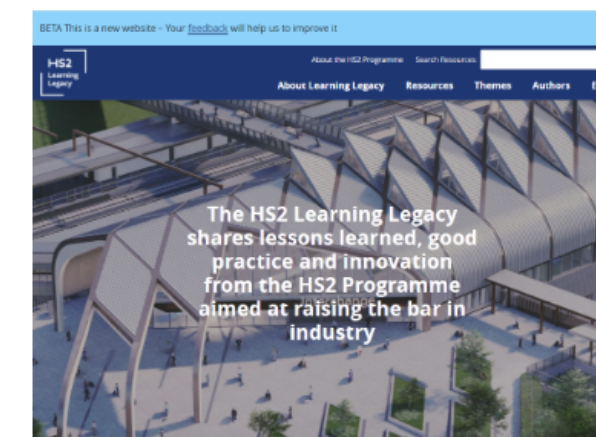 BETA This is a new website – Your feedback will help us to improve it
HS2
Learning
Legacy
About the HS2 Programme Search Resources
About Learning Legacy Resources Themes Authors E
The HS2 Learning Legacy
shares lessons learned, good
practice and innovation
from the HS2 Programme
Interchange
aimed at raising the bar in
industry